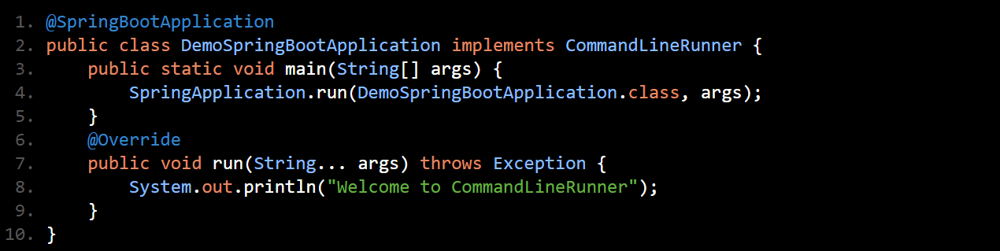 1. @SpringBootApplication
2. public class DemoSpringBootApplication implements CommandLineRunner {
3.     public static void main(String[] args) {
4.         SpringApplication.run(DemoSpringBootApplication.class, args);
5.     }
6.     @Override
7.     public void run(String... args) throws Exception {
8.         System.out.println("Welcome to CommandLineRunner");
9.     }
10. }